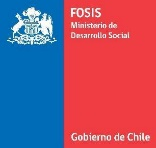 FOSIS
Ministerio de
Desarrollo Social
Gobierno de Chile